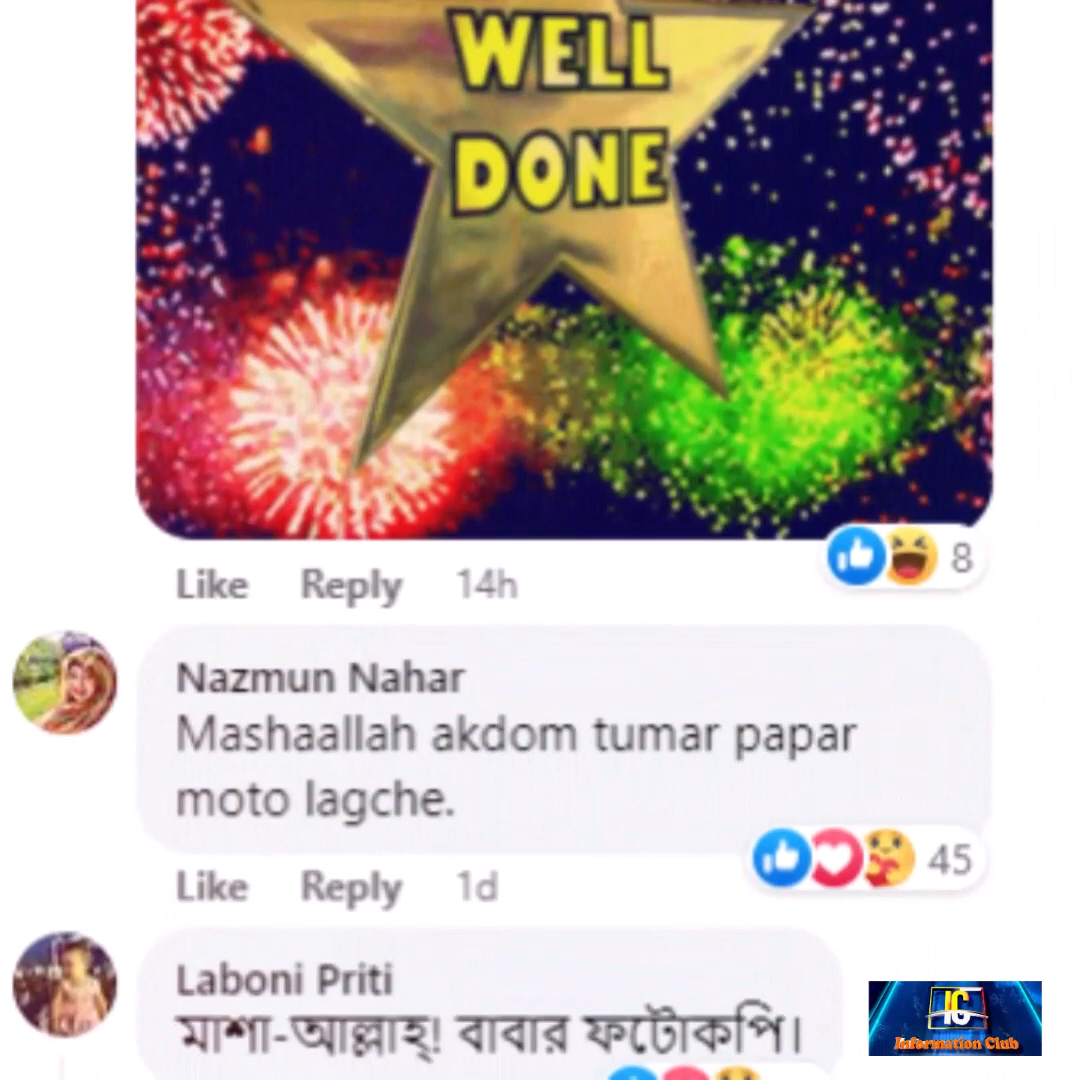 WELL
DONE
8
Like Reply 14h
Nazmun Nahar
Mashaallah akdom tumar papar
moto lagche.
45
Like Reply 1d
Laboni Priti
মাশা-আল্লাহ্! বাবার ফটোকপি।
IC
Information Club